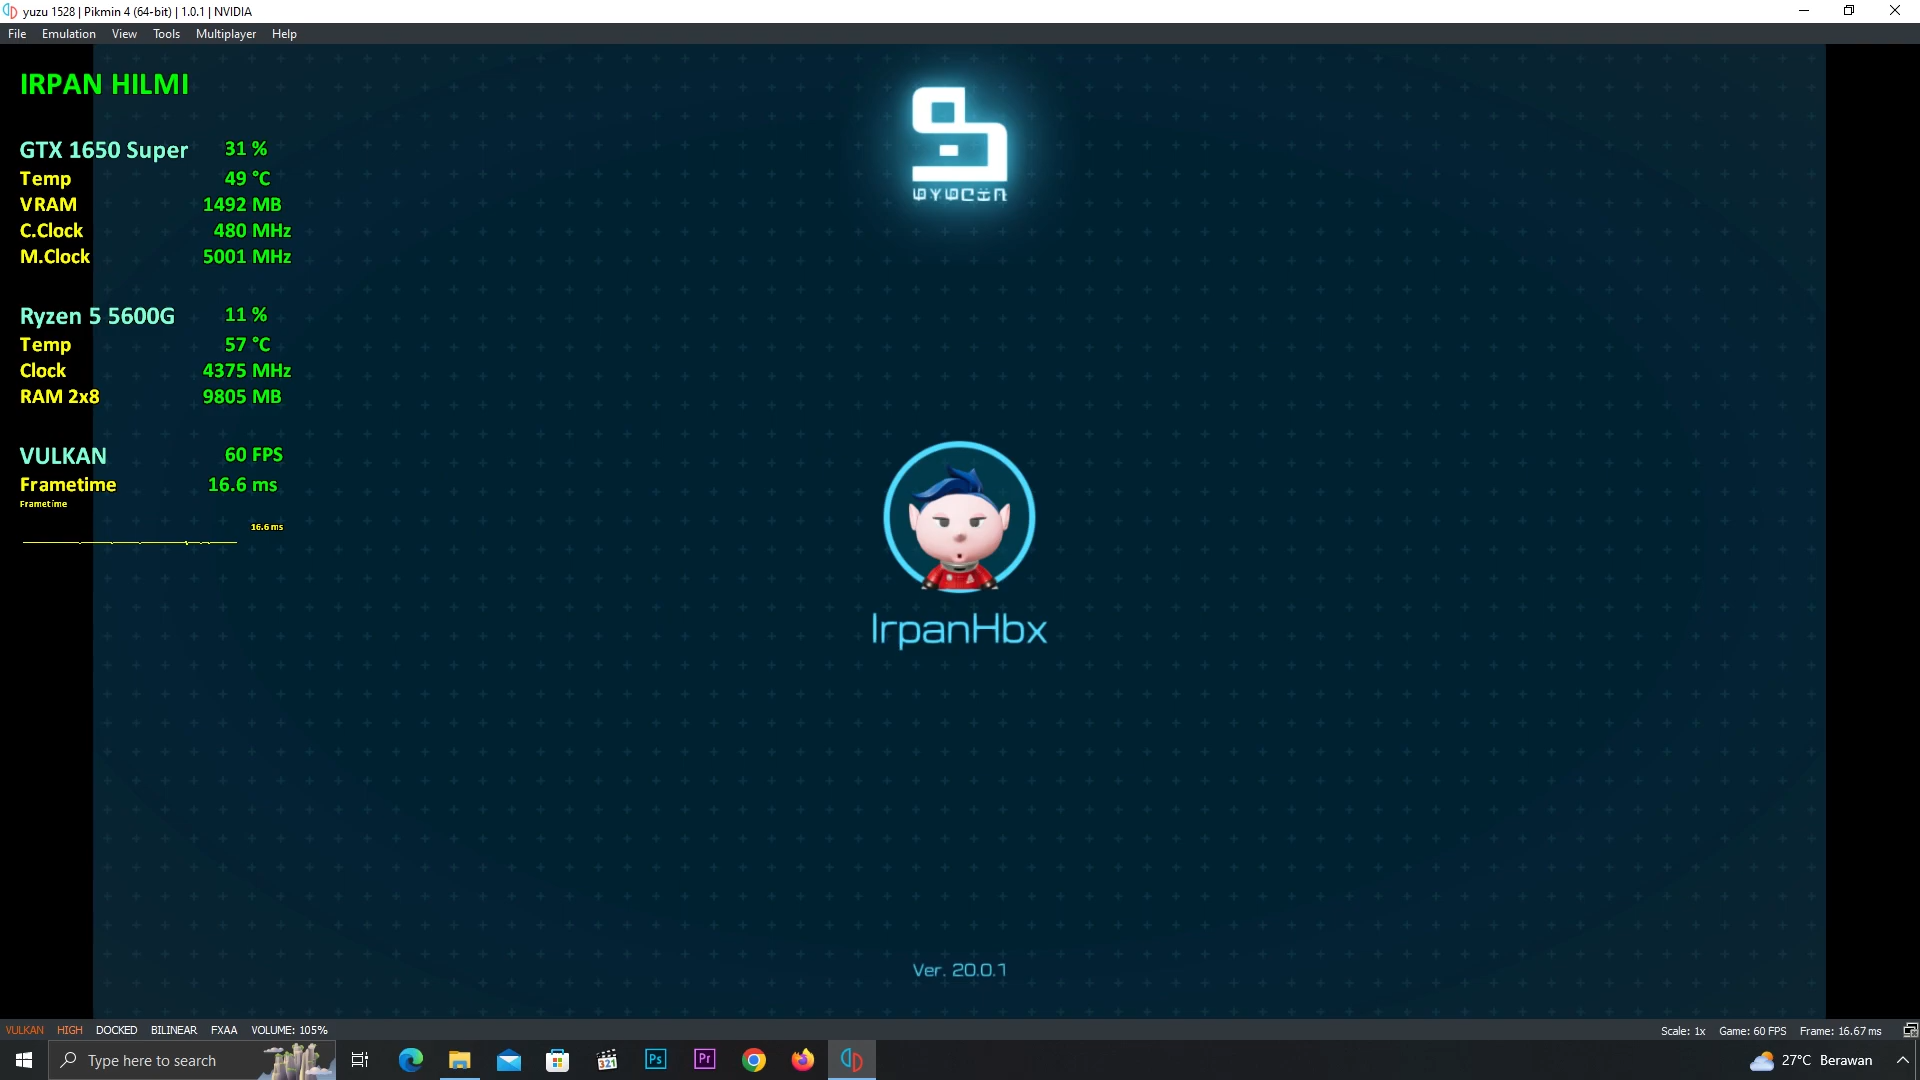 yuzu 1528 | Pikmin 4 (64-bit) | 1.0.1 | NVIDIA
File Emulation View Tools Multiplayer Help
IRPAN HILMI
GTX 1650 Super 31 %
Temp 49 °C
VRAM 1492 MB
C.Clock 480 MHz
M.Clock 5001 MHz
Ryzen 5 5600G 11 %
Temp 57 °C
Clock 4375 MHz
RAM 2x8 9805 MB
VULKAN 60 FPS
Frametime 16.6 ms
Frametime
16.6 ms
IrpanHbx
Ver. 20.0.1
VULKAN HIGH DOCKED BILINEAR FXAA VOLUME: 105% Scale: 1x Game: 60 FPS Frame: 16.67 ms
Type here to search 321 Ps Pr 27°C Berawan